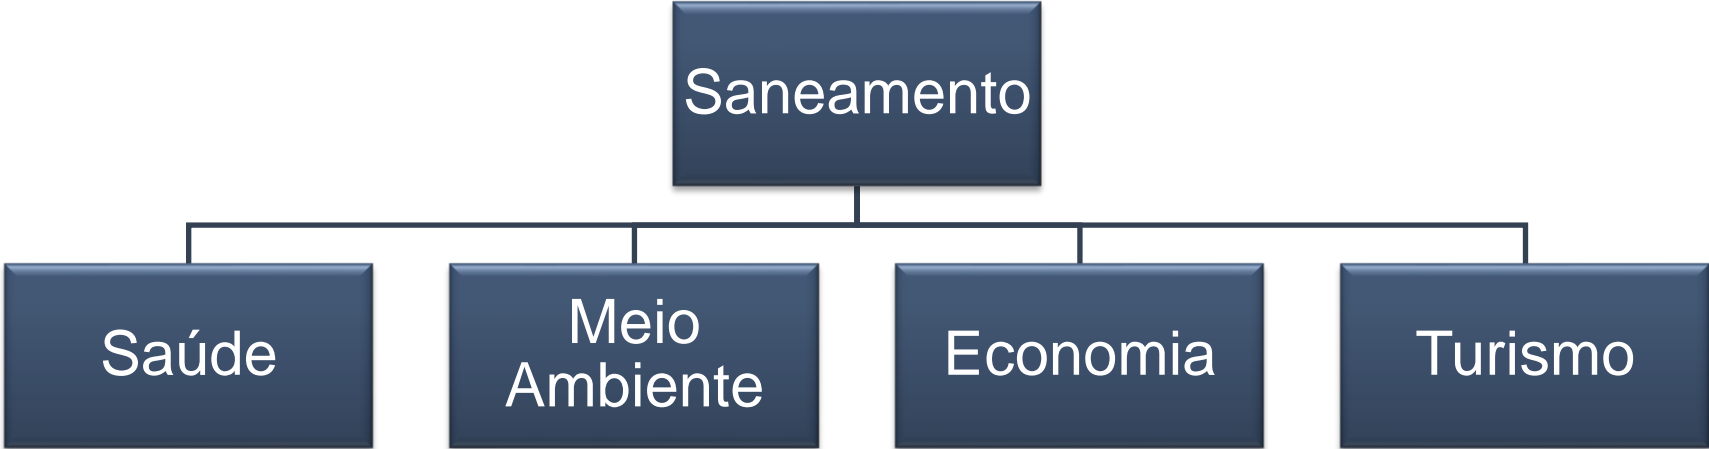 Saneamento
Saúde
Meio
Ambiente
Economia
Turismo